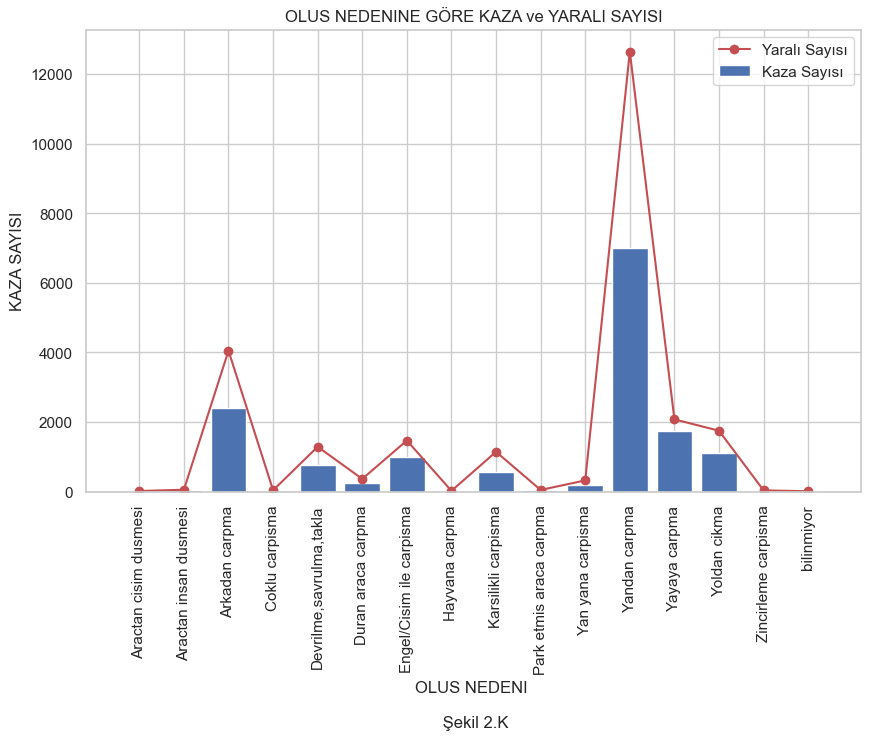 OLUS NEDENINE GÖRE KAZA ve YARALI SAYISI
Yaralı Sayısı
Kaza Sayısı
KAZA SAYISI
12000
10000
8000
6000
4000
2000
0
Aractan cisim dusmesi
Aractan insan dusmesi
Arkadan carpma
Coklu carpisma
Devrilme,savrulma,takla
Duran araca carpma
Engel/Cisim ile carpisma
Hayvana carpma
Karsilikli carpisma
Park etmis araca carpma
Yan yana carpisma
Yandan carpma
Yayaya carpma
Yoldan cikma
Zincirleme carpisma
bilinmiyor
OLUS NEDENI
Şekil 2.K